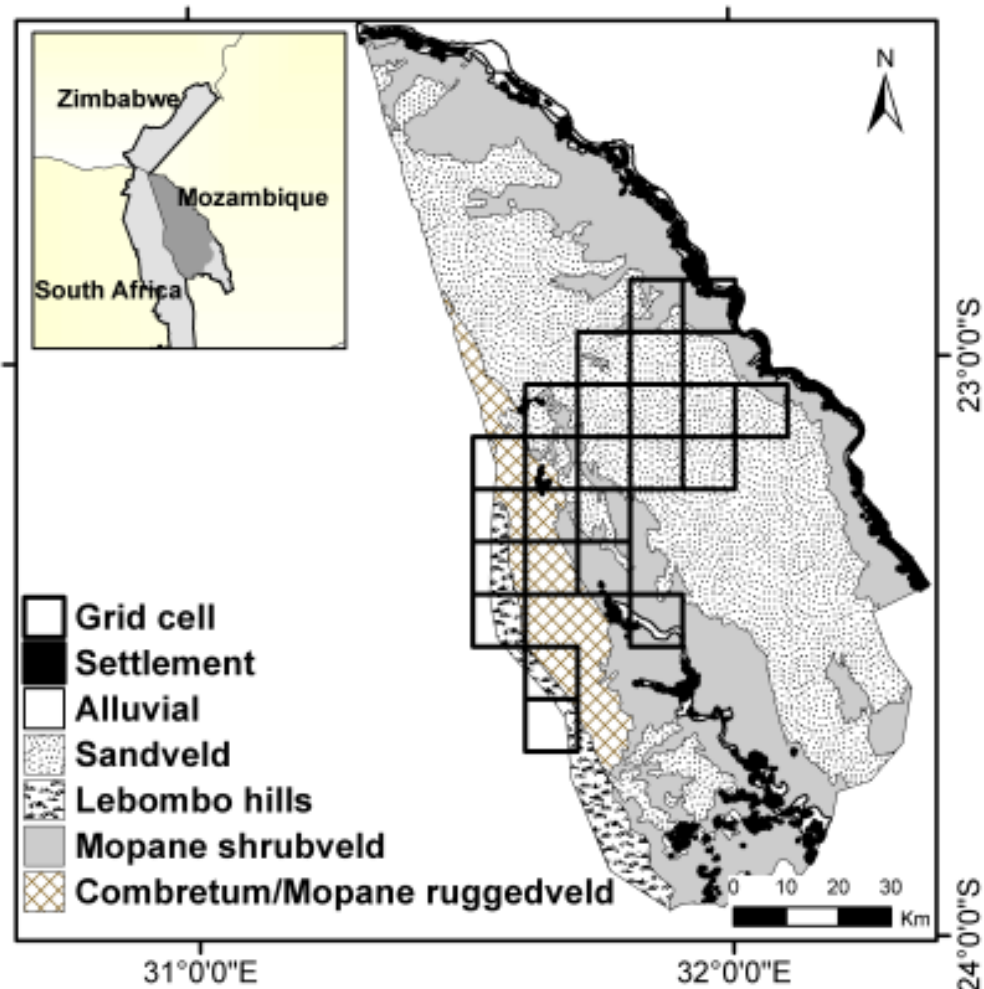 Zimbabwe
Mozambique
South Africa
N
23°0'0"S
Grid cell
Settlement
Alluvial
Sandveld
Lebombo hills
Mopane shrubveld
Combretum/Mopane ruggedveld
0 10 20 30
Km
24°0'0"S
31°0'0"E 32°0'0"E